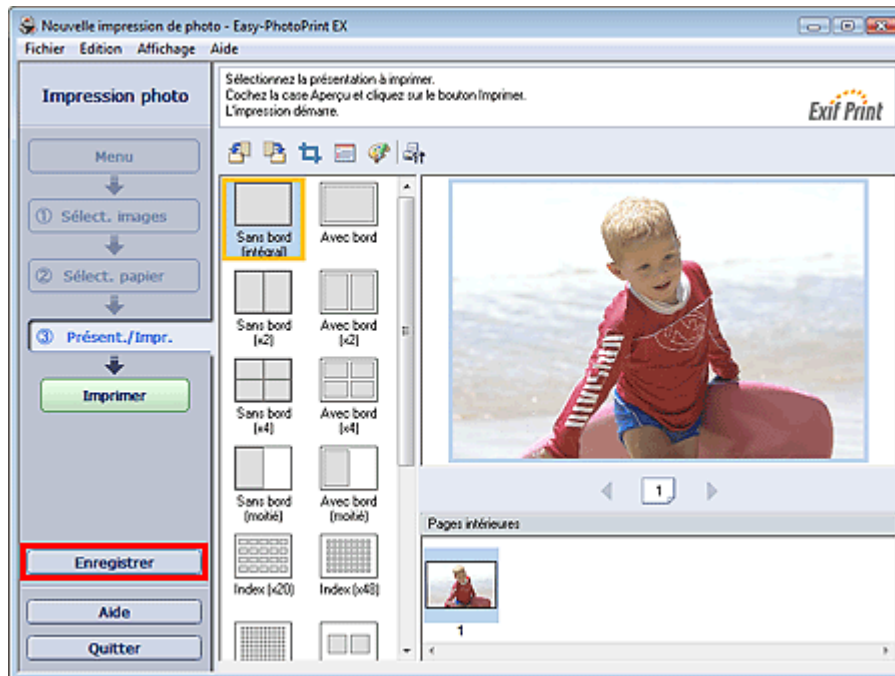 Nouvelle impression de photo - Easy-PhotoPrint EX
Fichier Edition Affichage Aide
Impression photo
Sélectionnez la présentation à imprimer.
Cochez la case Aperçu et cliquez sur le bouton Imprimer.
L'impression démarre.
Exif Print
Menu
① Sélect. images
② Sélect. papier
③ Présent./Impr.
Imprimer
Enregistrer
Aide
Quitter
Sans bord (intégral)
Avec bord
Sans bord (x2)
Avec bord (x2)
Sans bord (x4)
Avec bord (x4)
Sans bord (moitié)
Avec bord (moitié)
Index (x20)
Index (x48)
1
Pages intérieures
1